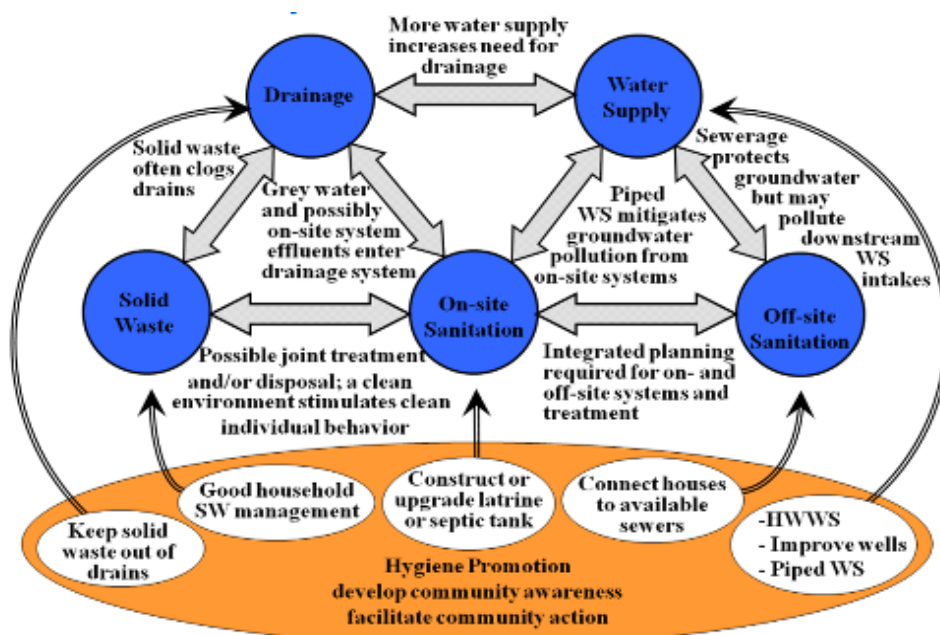 More water supply
increases need for
drainage
Drainage
Water
Supply
Solid waste
often clogs
drains
Grey water
and possibly
on-site system
effluents enter
drainage system
Piped
WS mitigates
groundwater
pollution from
on-site systems
Sewerage
protects
groundwater
but may
pollute
downstream
WS
intakes
Solid
Waste
On-site
Sanitation
Off-site
Sanitation
Possible joint treatment
and/or disposal; a clean
environment stimulates clean
individual behavior
Integrated planning
required for on- and
off-site systems and
treatment
Keep solid
waste out of
drains
Good household
SW management
Construct or
upgrade latrine
or septic tank
Connect houses
to available
sewers
-HWWS
- Improve wells
- Piped WS
Hygiene Promotion
develop community awareness
facilitate community action